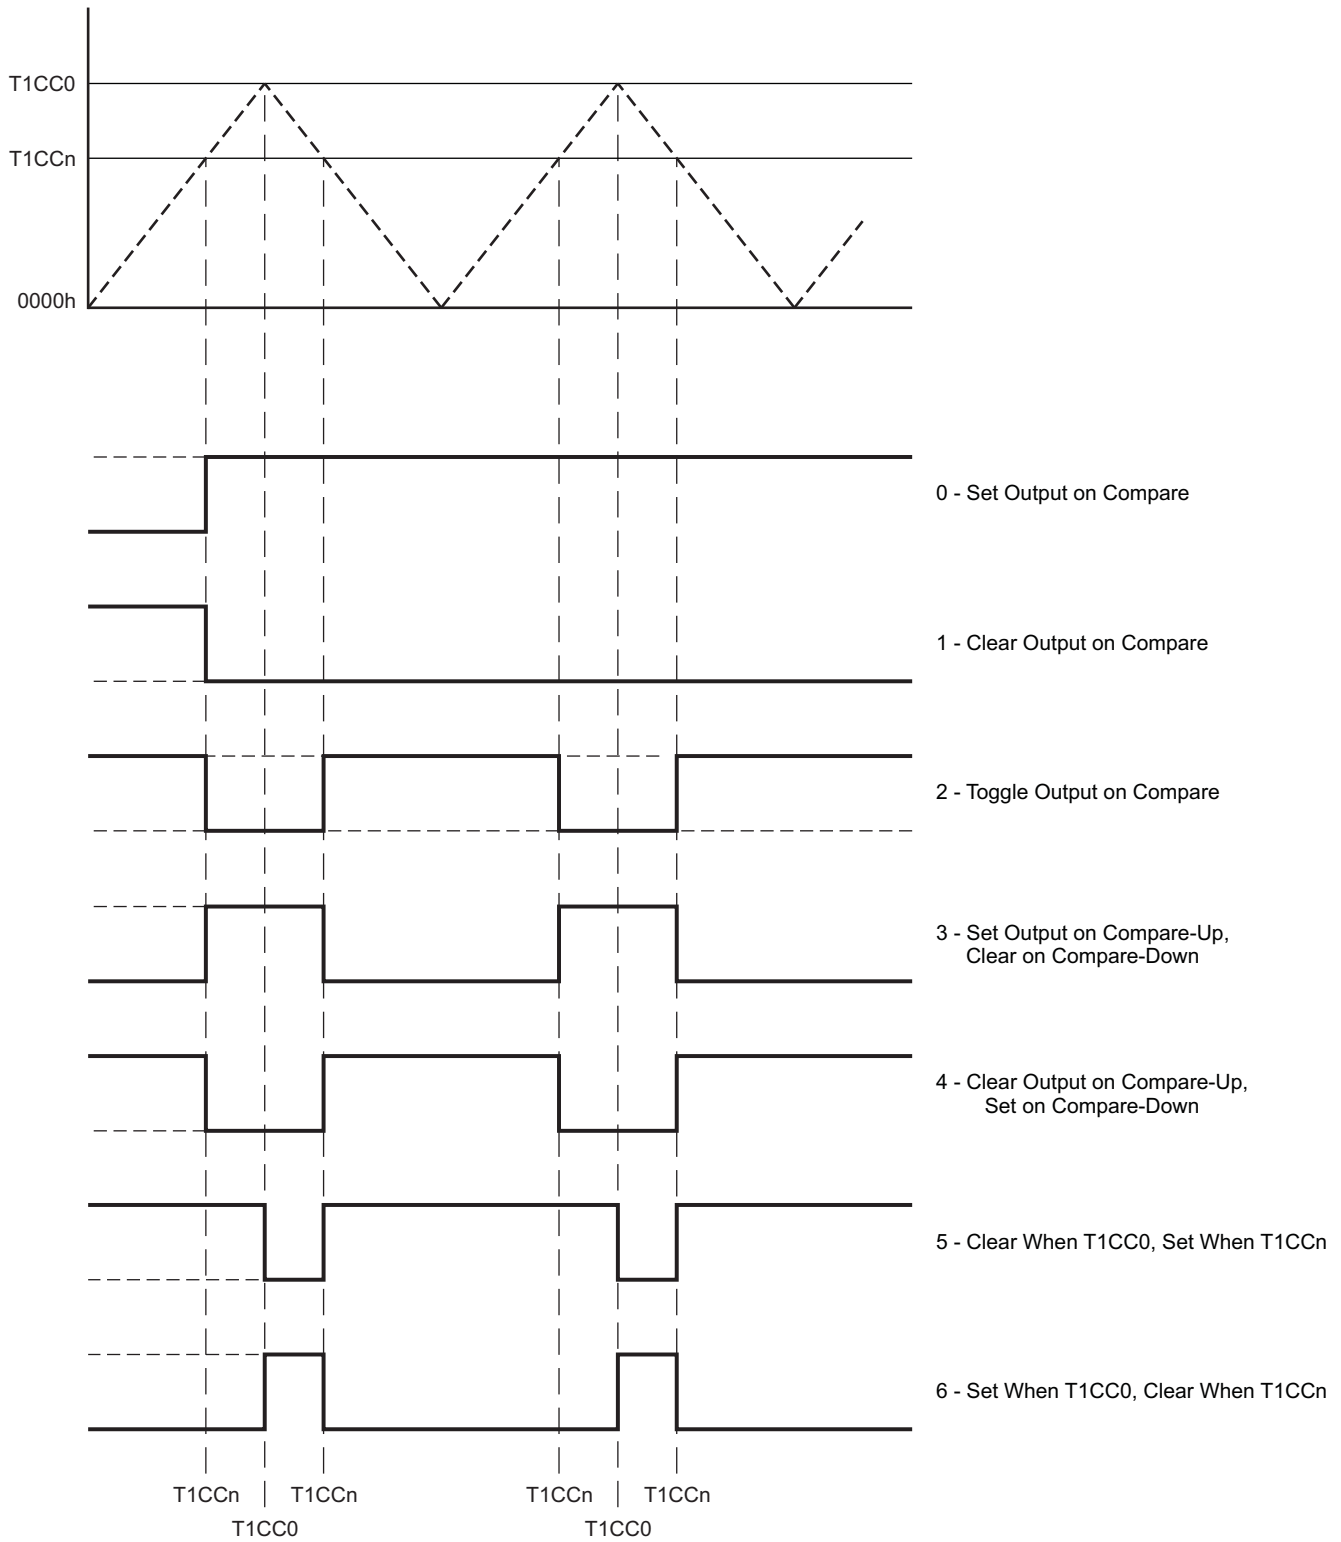 T1CC0
T1CCn
0000h
0 - Set Output on Compare
1 - Clear Output on Compare
2 - Toggle Output on Compare
3 - Set Output on Compare-Up,
Clear on Compare-Down
4 - Clear Output on Compare-Up,
Set on Compare-Down
5 - Clear When T1CC0, Set When T1CCn
6 - Set When T1CC0, Clear When T1CCn
T1CCn T1CCn T1CCn T1CCn
T1CC0 T1CC0